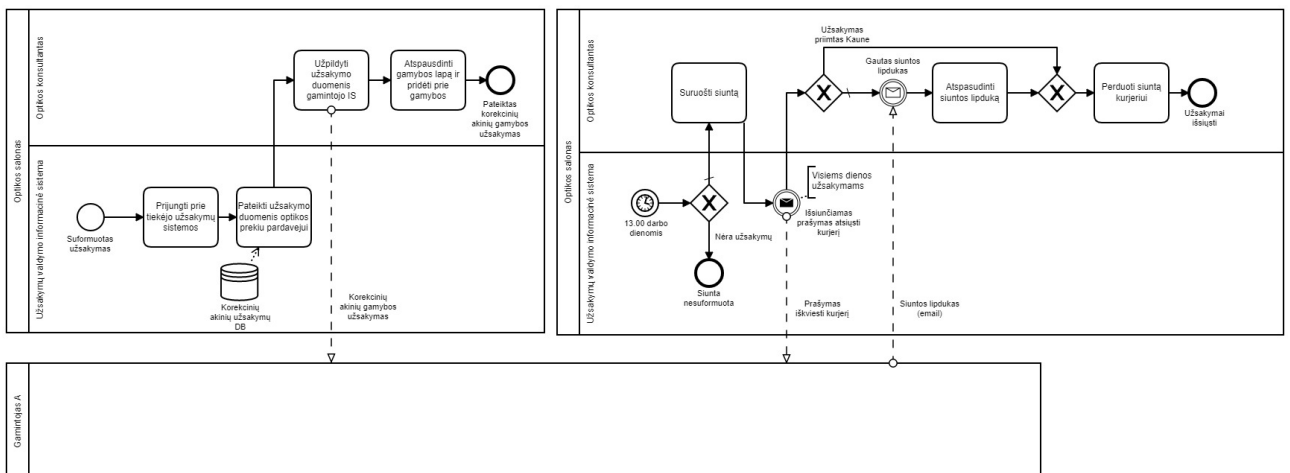 Optikos salonas
Optikos konsultantas
Užpildyti
užsakymo
duomenis
gamintojo IS
Atspausdinti
gamybos lapą ir
pridėti prie
gamybos
Pateiktas
korekcinių
akinių gamybos
užsakymas
Užsakymų valdymo informacinė sistema
Suformuotas
užsakymas
Prijungti prie
tiekėjo užsakymų
sistemos
Pateikti užsakymo
duomenis optikos
prekiu pardavejui
Korekcinių
akinių užsakymų
DB
Korekcinių
akinių gamybos
užsakymas
Optikos salonas
Optikos konsultantas
Suruošti siuntą
Užsakymas
priimtas Kaune
Gautas siuntos
lipdukas
Atspasudinti
siuntos lipduką
Perduoti siuntą
kurjeriui
Užsakymai
išsiųsti
Užsakymų valdymo informacinė sistema
13.00 darbo
dienomis
Nėra užsakymų
Siunta
nesuformuota
Visiems dienos
užsakymams
Išsiunčiamas
prašymas atsiųsti
kurjerį
Prašymas
iškviesti kurjerį
Siuntos lipdukas
(email)
Gamintojas A